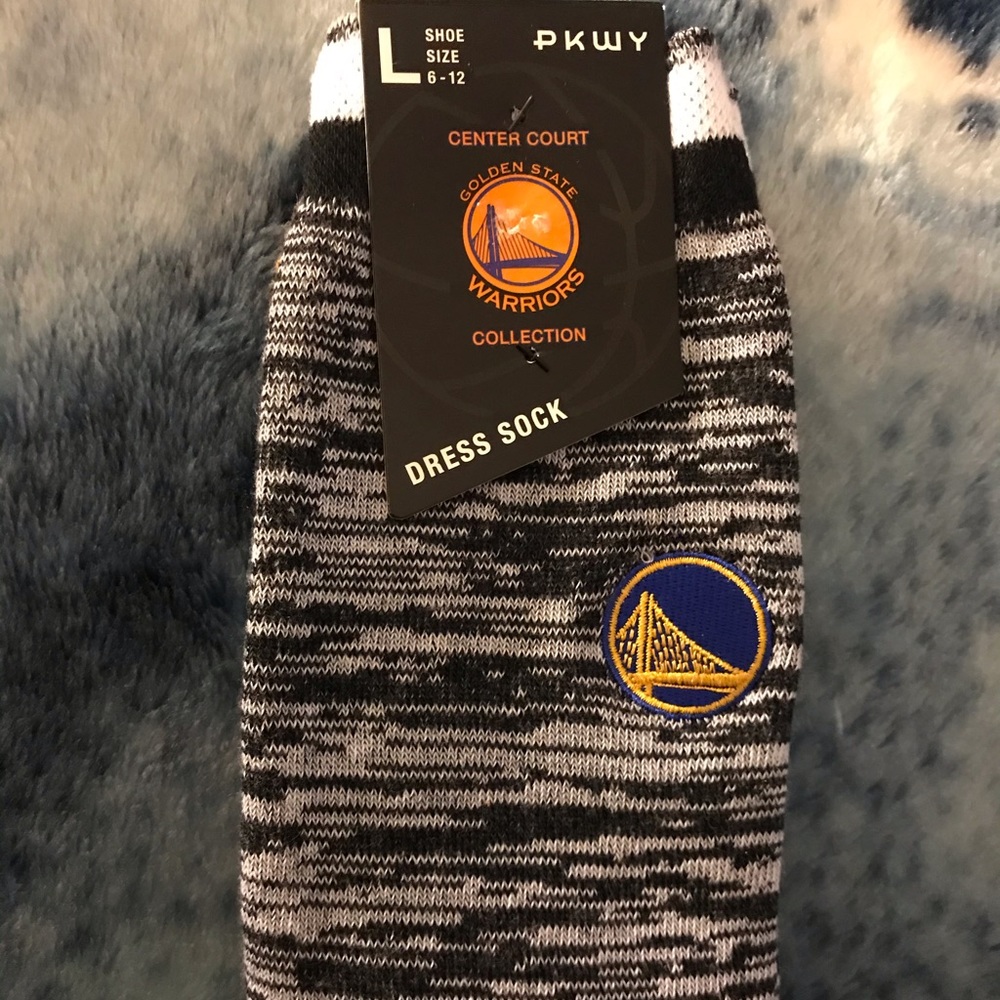 L
SHOE
SIZE
6-12
PKWY
CENTER COURT
GOLDEN STATE
WARRIORS
COLLECTION
DRESS SOCK